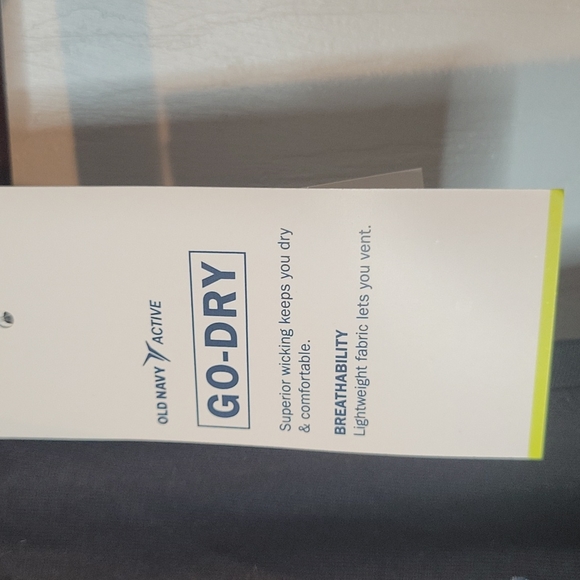 OLD NAVY ACTIVE
GO-DRY
Superior wicking keeps you dry
& comfortable.
BREATHABILITY
Lightweight fabric lets you vent.